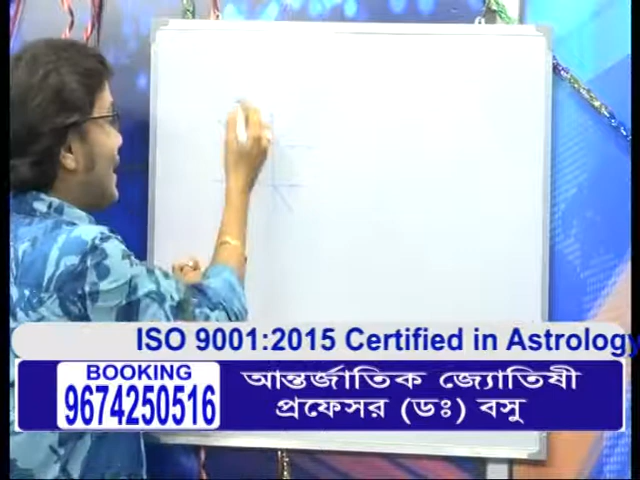 ISO 9001:2015 Certified in Astrology
BOOKING
9674250516
আন্তর্জাতিক জ্যোতিষী
প্রফেসর (ডঃ) বসু